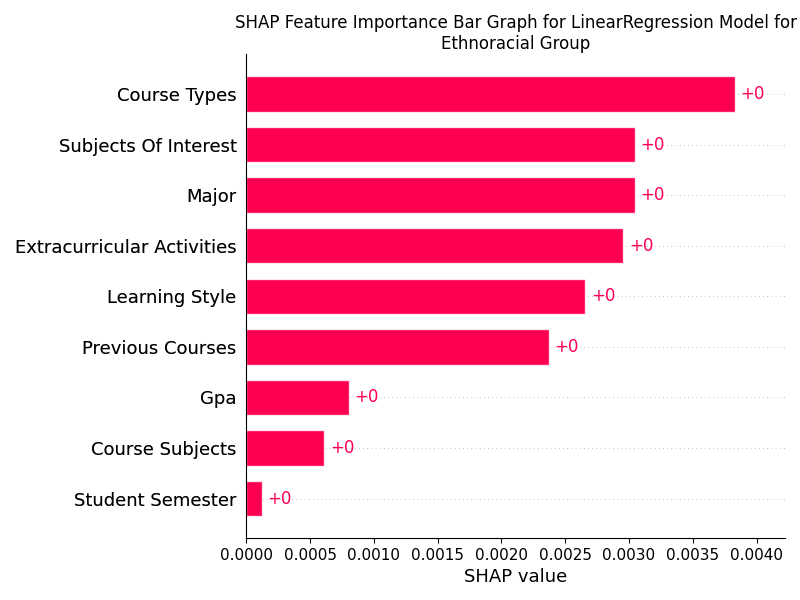 SHAP Feature Importance Bar Graph for LinearRegression Model for
Ethnoracial Group
Course Types +0
Subjects Of Interest +0
Major +0
Extracurricular Activities +0
Learning Style +0
Previous Courses +0
Gpa +0
Course Subjects +0
Student Semester +0
0.0000 0.0005 0.0010 0.0015 0.0020 0.0025 0.0030 0.0035 0.0040
SHAP value